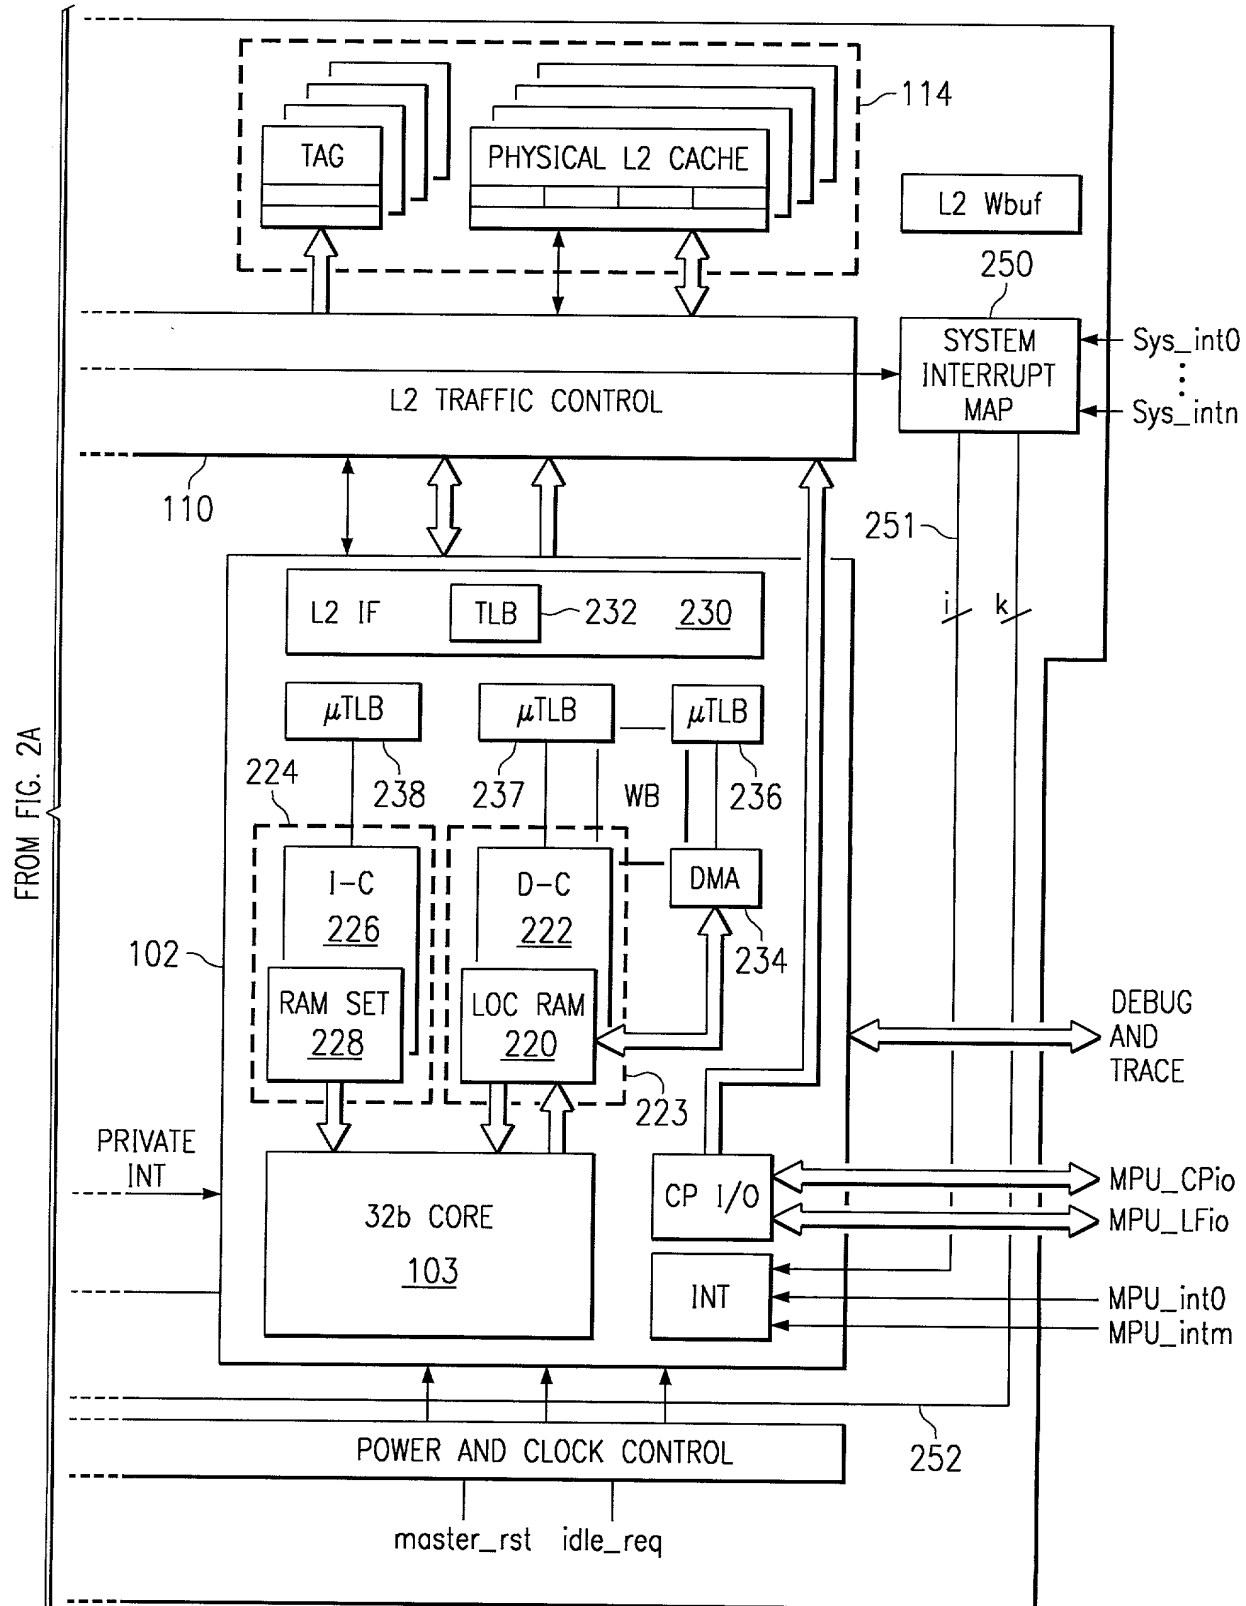 114
TAG
PHYSICAL L2 CACHE
L2 Wbuf
250
SYSTEM
INTERRUPT
MAP
Sys_int0
Sys_intn
L2 TRAFFIC CONTROL
110
251
i
k
L2 IF
TLB
232
230
μTLB
μTLB
μTLB
224
238
237
WB
236
FROM FIG. 2A
I-C
226
D-C
222
DMA
234
102
RAM SET
228
LOC RAM
220
223
DEBUG
AND
TRACE
PRIVATE
INT
32b CORE
103
CP I/O
MPU_CPio
MPU_LFio
INT
MPU_int0
MPU_intm
252
POWER AND CLOCK CONTROL
master_rst
idle_req